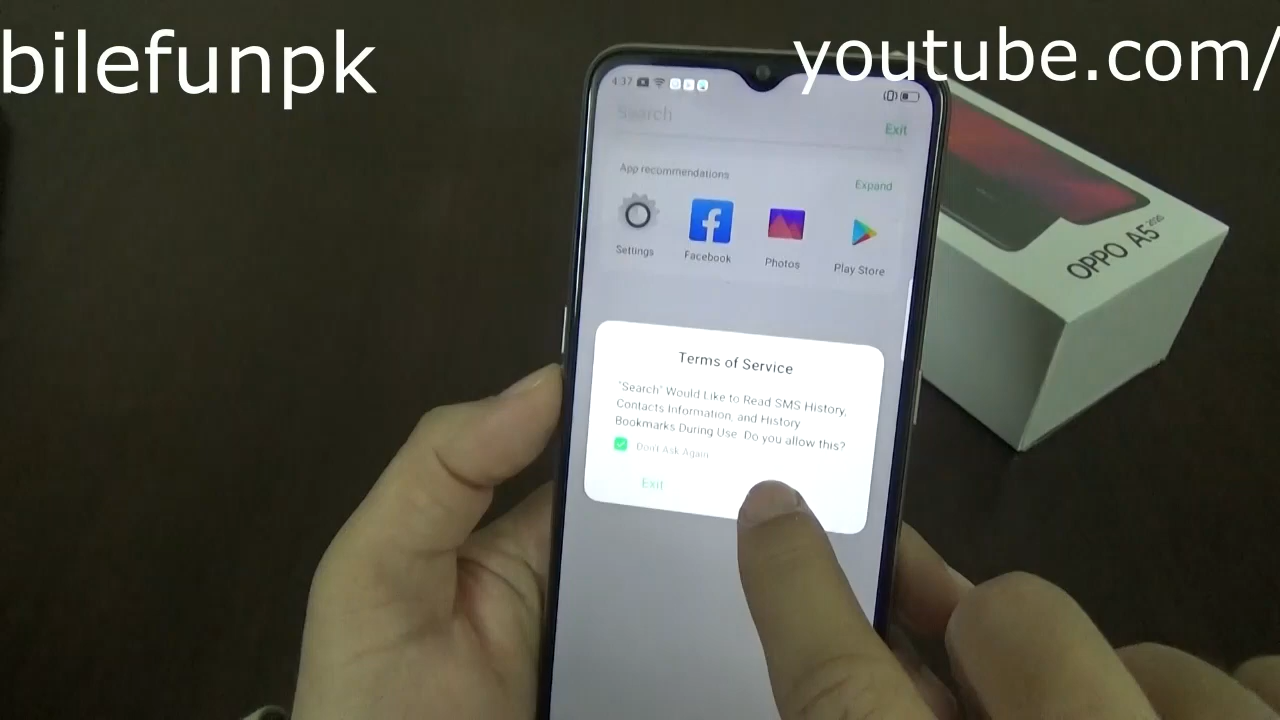 bilefunpk
youtube.com/
4:37
Search
Exit
App recommendations
Expand
Settings
Facebook
Photos
Play Store
OPPO A5 2020
Terms of Service
"Search" Would Like to Read SMS History,
Contacts Information, and History
Bookmarks During Use. Do you allow this?
Don't Ask Again
Exit